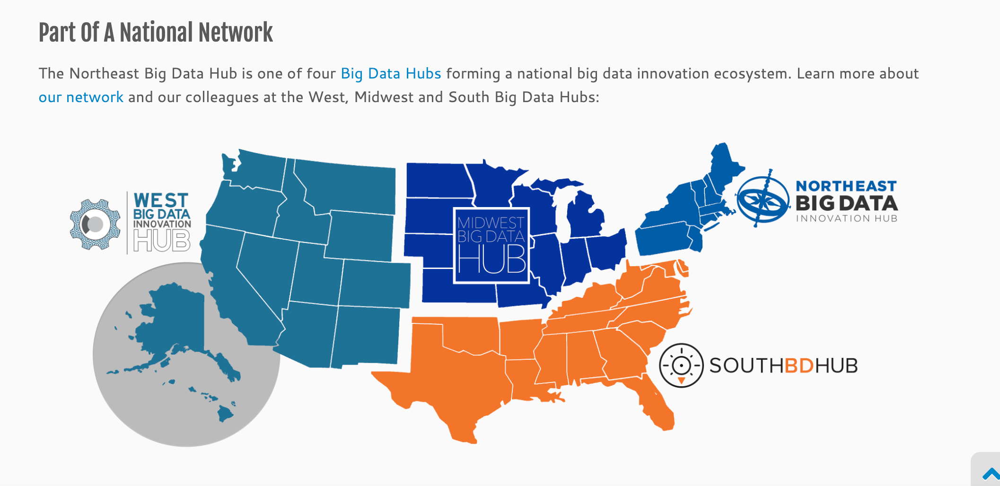 Part Of A National Network
The Northeast Big Data Hub is one of four Big Data Hubs forming a national big data innovation ecosystem. Learn more about
our network and our colleagues at the West, Midwest and South Big Data Hubs:
WEST
BIG DATA
INNOVATION
HUB
MIDWEST
BIG DATA
HUB
NORTHEAST
BIG DATA
INNOVATION HUB
SOUTHBDHUB